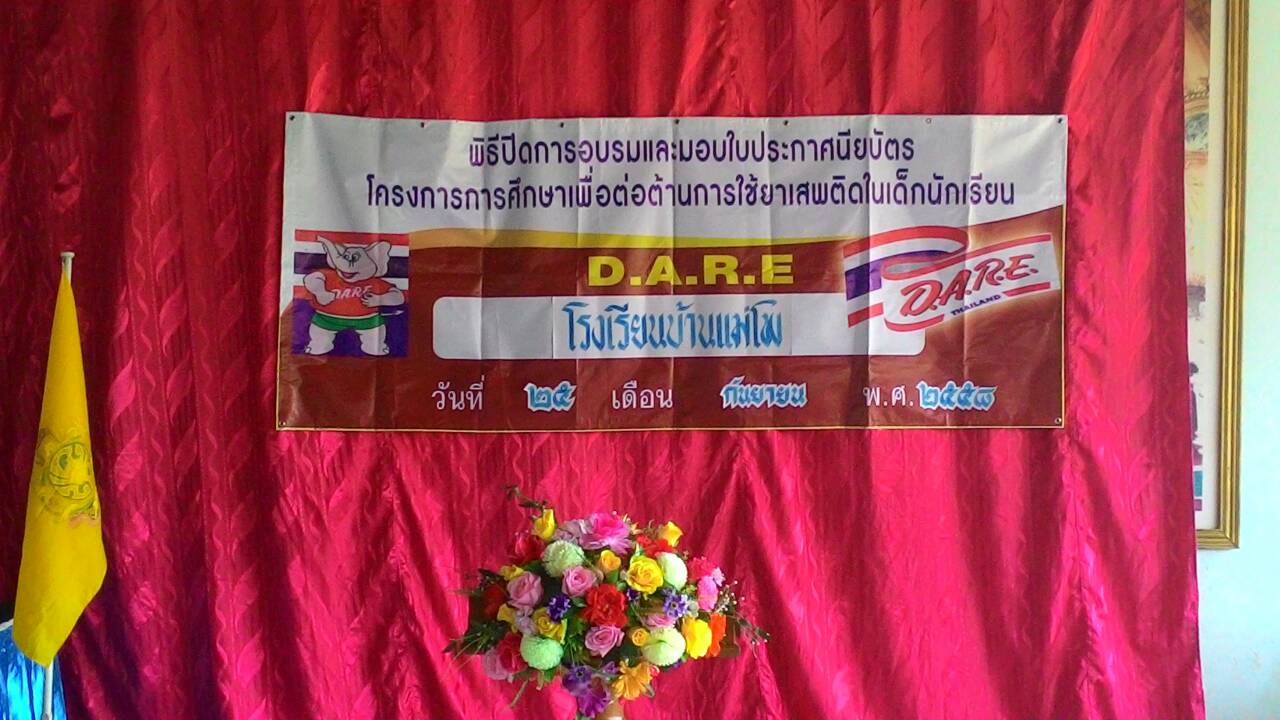 พิธีปิดการอบรมและมอบใบประกาศนียบัตร
โครงการการศึกษาเพื่อต่อต้านการใช้ยาเสพติดในเด็กนักเรียน
D.A.R.E
DARE
D.A.R.E.
THAILAND
โรงเรียนบ้านแม่โม
วันที่ ๒๕ เดือน กันยายน พ.ศ.๒๕๕๘